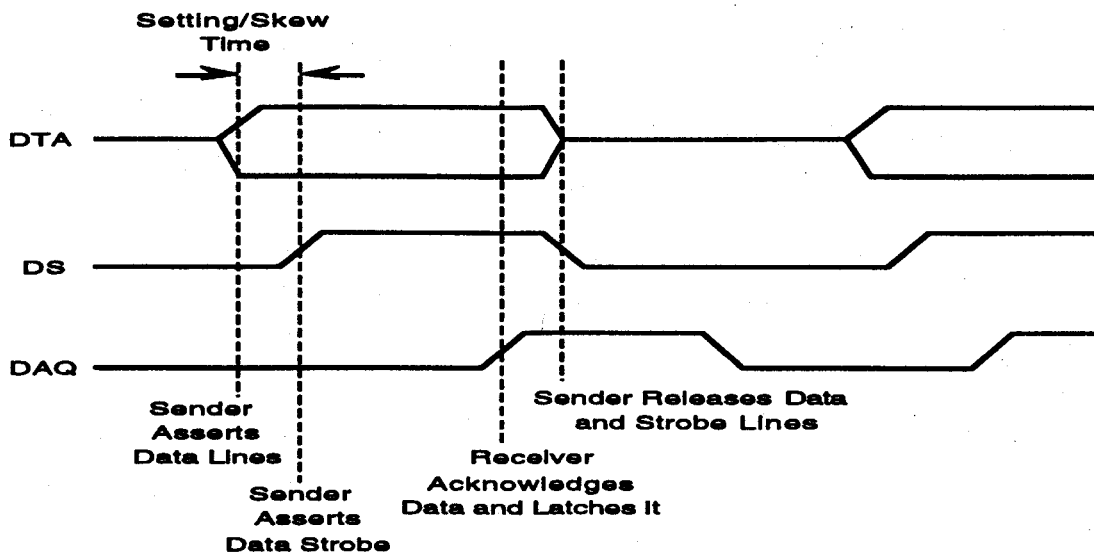 Setting/Skew
Time
DTA
DS
DAQ
Sender
Asserts
Data Lines
Sender
Asserts
Data Strobe
Receiver
Acknowledges
Data and Latches It
Sender Releases Data
and Strobe Lines